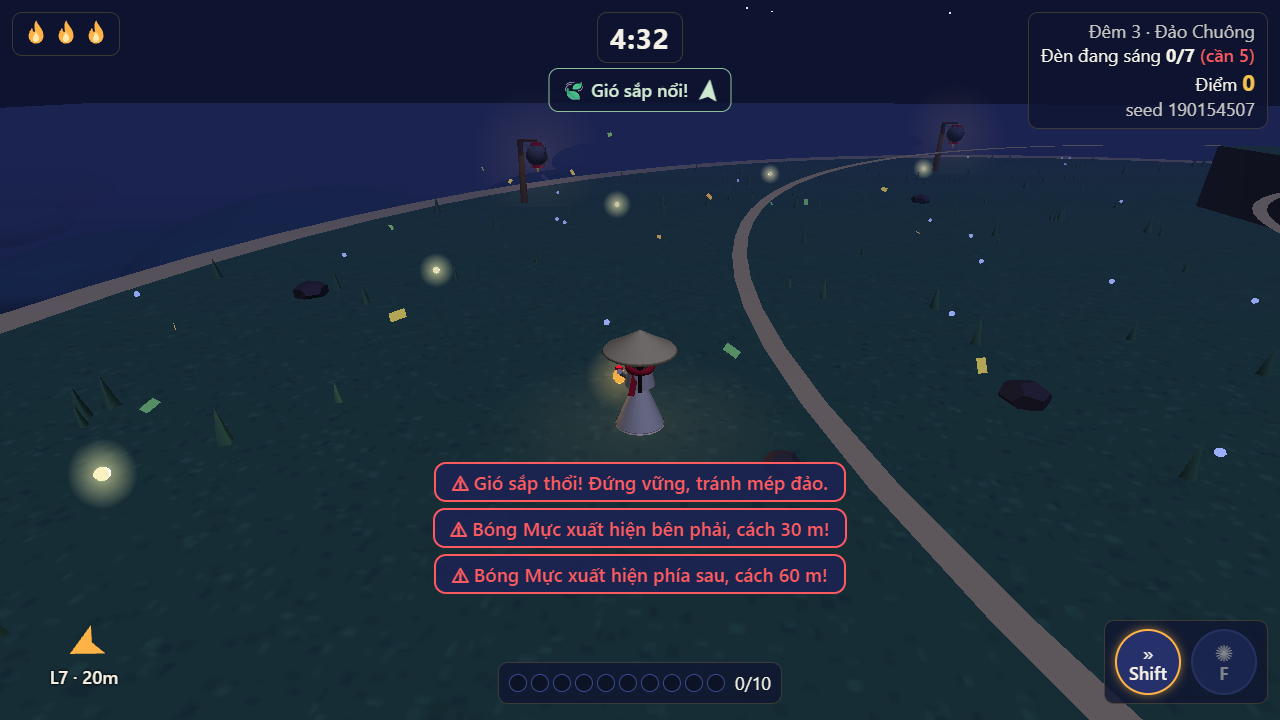 4:32
Gió sắp nổi!
Đêm 3 · Đảo Chuông
Đèn đang sáng 0/7 (cần 5)
Điểm 0
seed 190154507
⚠ Gió sắp thổi! Đứng vững, tránh mép đảo.
⚠ Bóng Mực xuất hiện bên phải, cách 30 m!
⚠ Bóng Mực xuất hiện phía sau, cách 60 m!
L7 · 20m
0/10
»
Shift
F